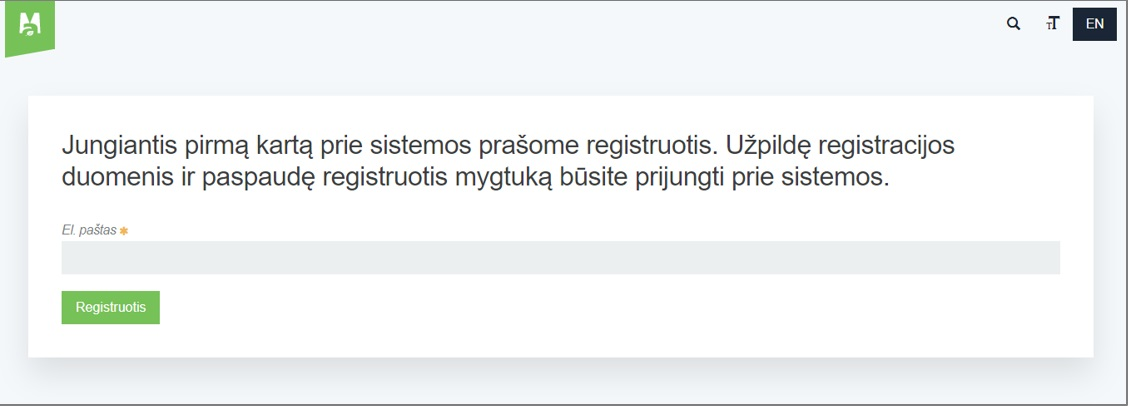 EN
Jungiantis pirmą kartą prie sistemos prašome registruotis. Užpildę registracijos
duomenis ir paspaudę registruotis mygtuką būsite prijungti prie sistemos.
El. paštas *
Registruotis